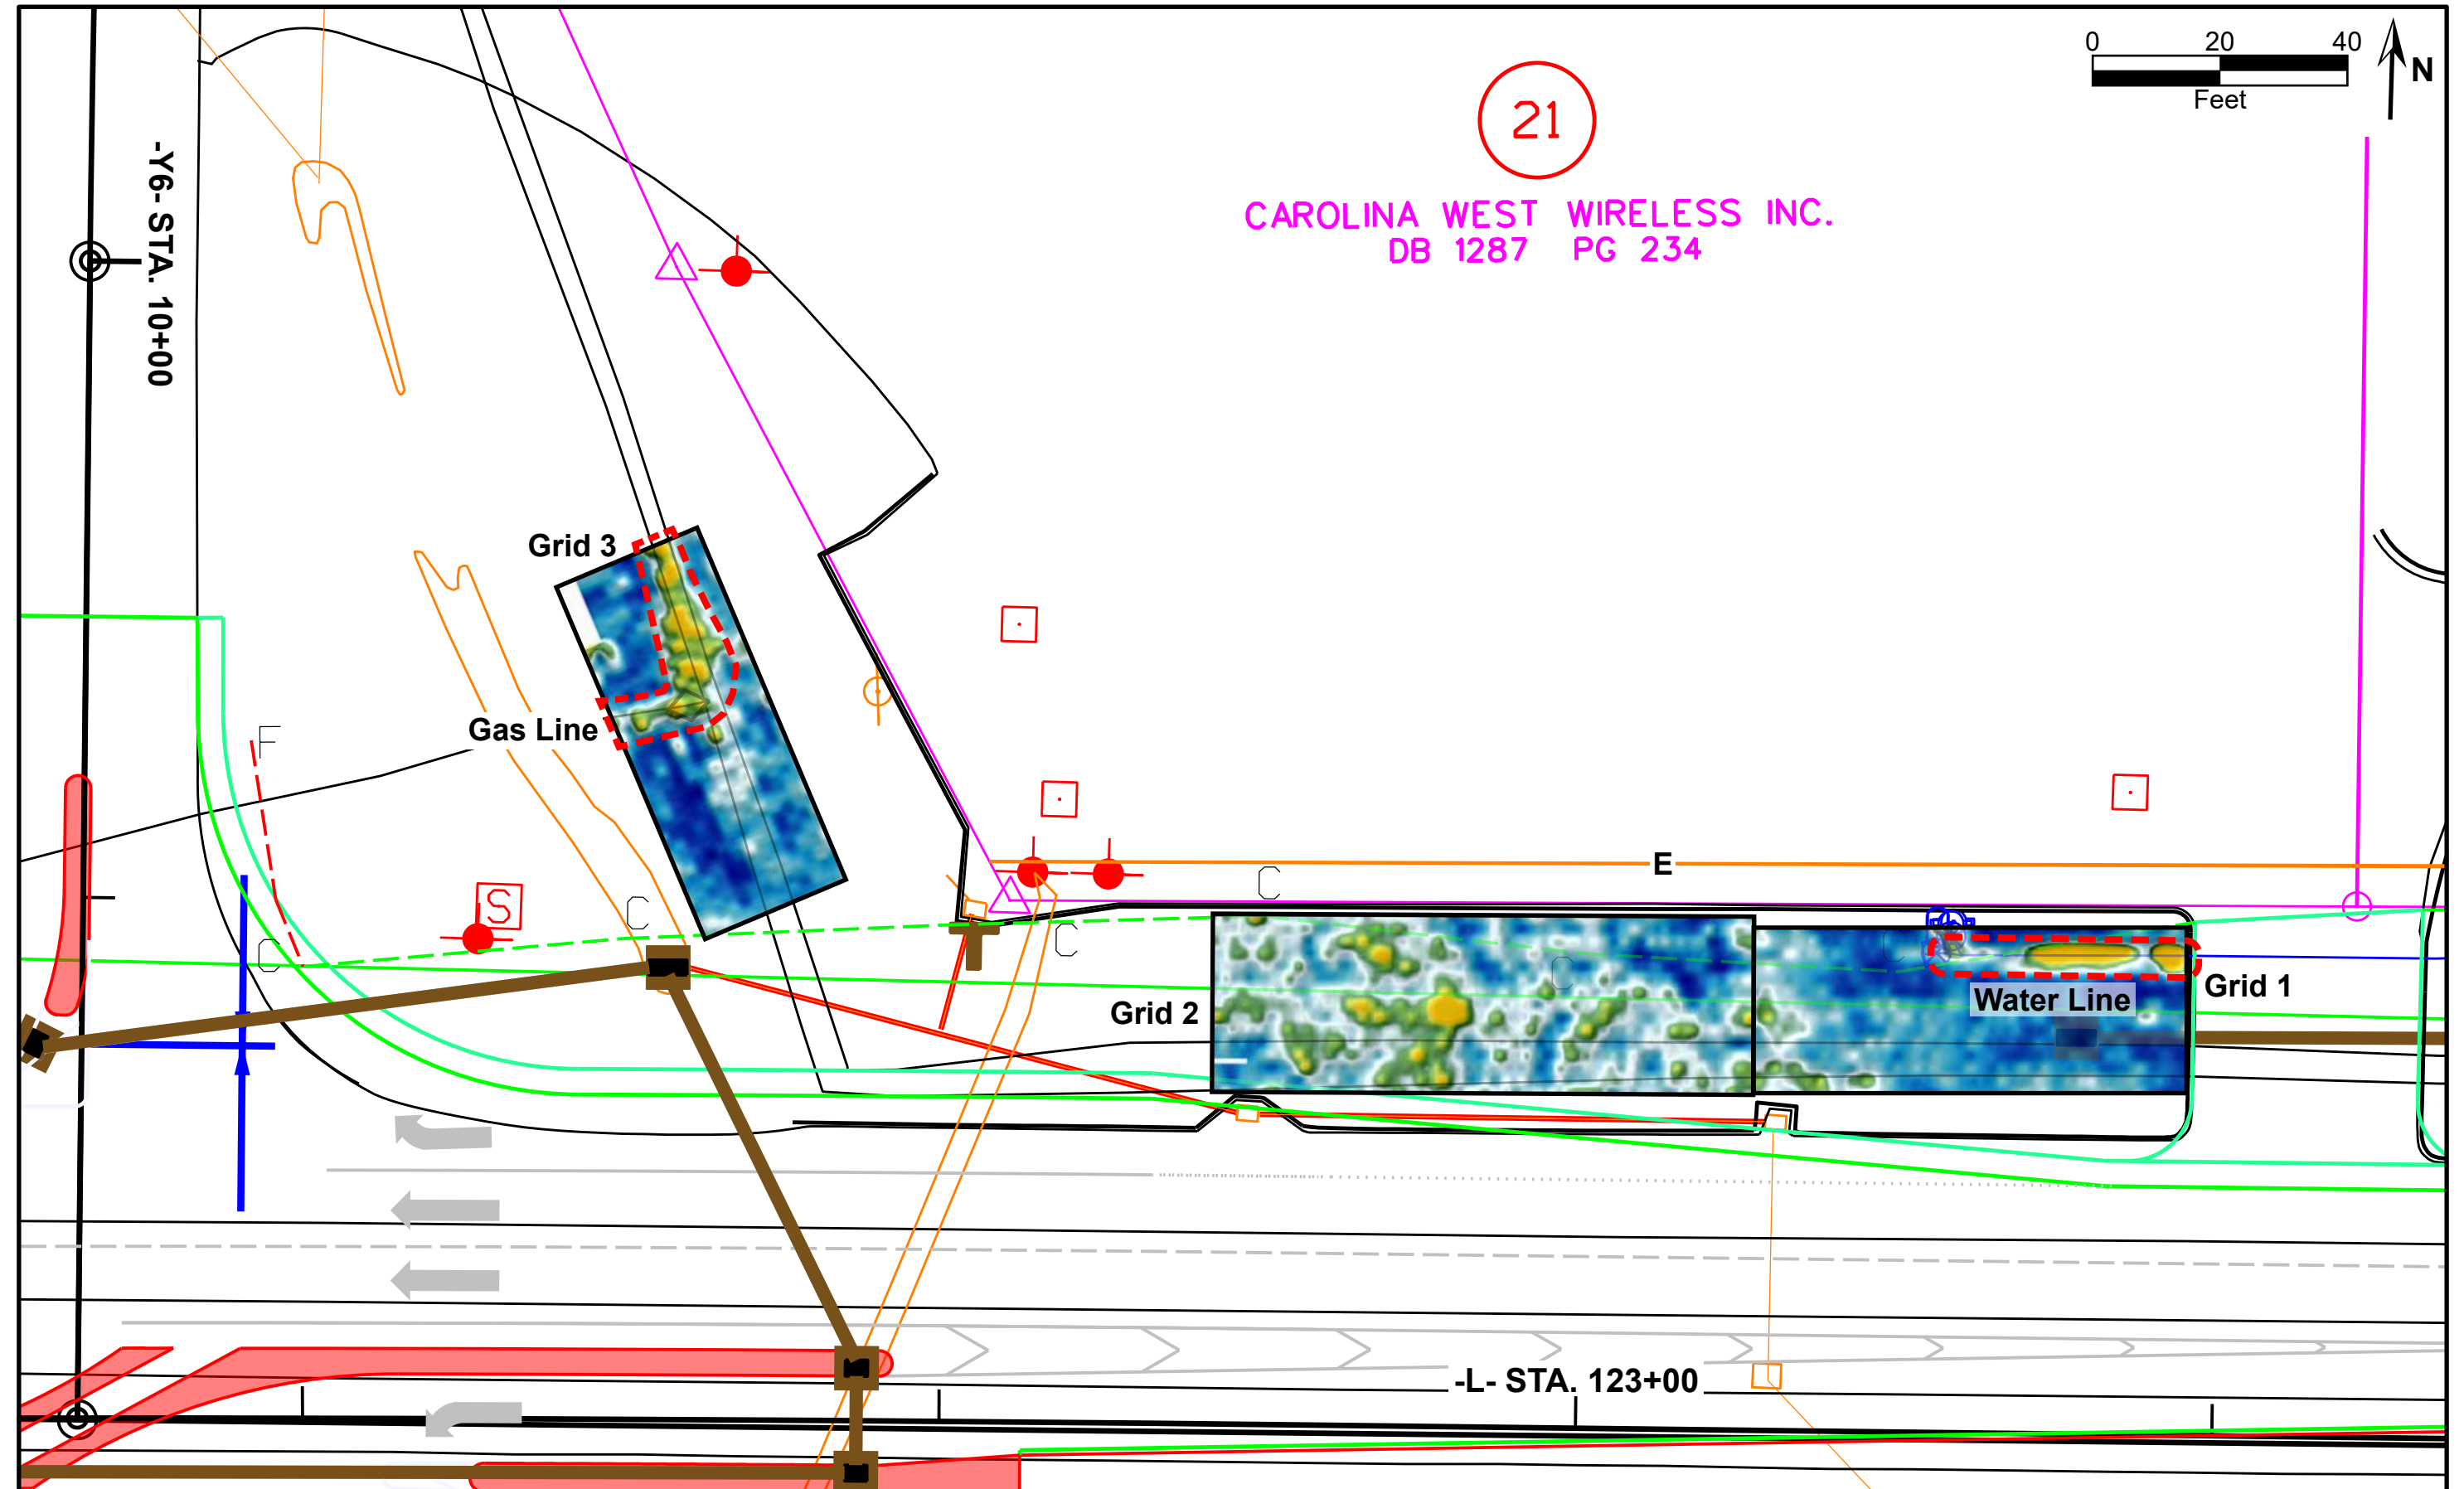 0 20 40
Feet
N
21
CAROLINA WEST WIRELESS INC.
DB 1287 PG 234
-Y6- STA. 10+00
Grid 3
Gas Line
F
S
C
C
C
C
E
C
C
Grid 2
Water Line
Grid 1
-L- STA. 123+00